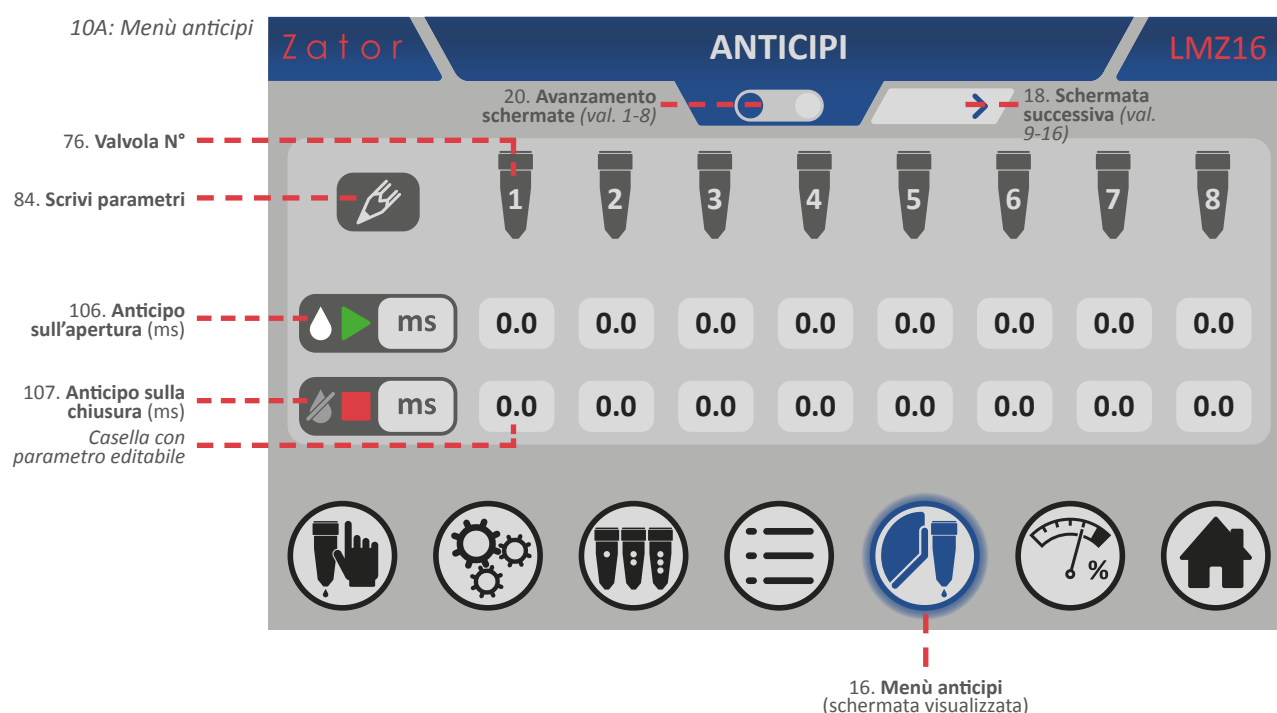 10A: Menù anticipi
Zator
ANTICIPI
LMZ16
20. Avanzamento
schermate (val. 1-8)
18. Schermata
successiva (val.
9-16)
76. Valvola N°
84. Scrivi parametri
1 2 3 4 5 6 7 8
106. Anticipo
sull'apertura (ms)
ms 0.0 0.0 0.0 0.0 0.0 0.0 0.0 0.0
107. Anticipo sulla
chiusura (ms)
ms 0.0 0.0 0.0 0.0 0.0 0.0 0.0 0.0
Casella con
parametro editabile
%
16. Menù anticipi
(schermata visualizzata)